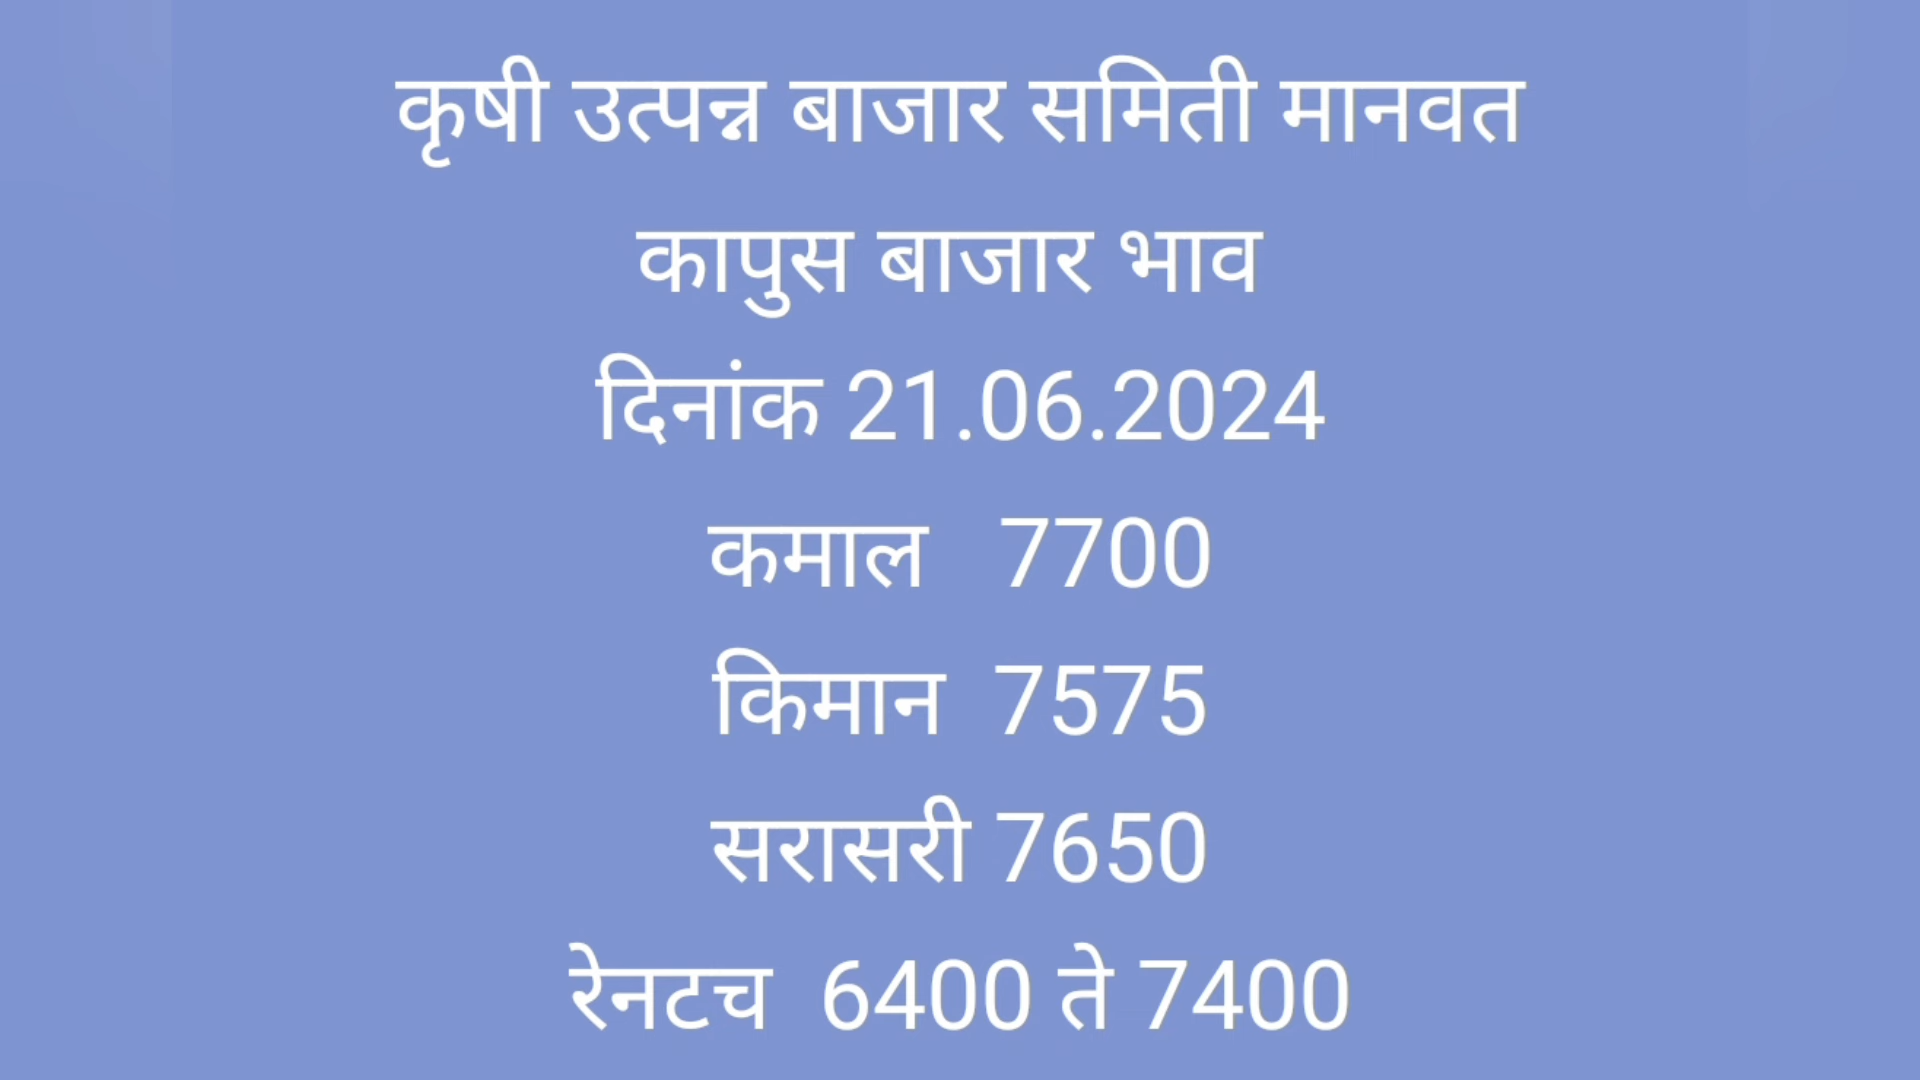 कृषी उत्पन्न बाजार समिती मानवत
कापुस बाजार भाव
दिनांक 21.06.2024
कमाल 7700
किमान 7575
सरासरी 7650
रेनटच 6400 ते 7400